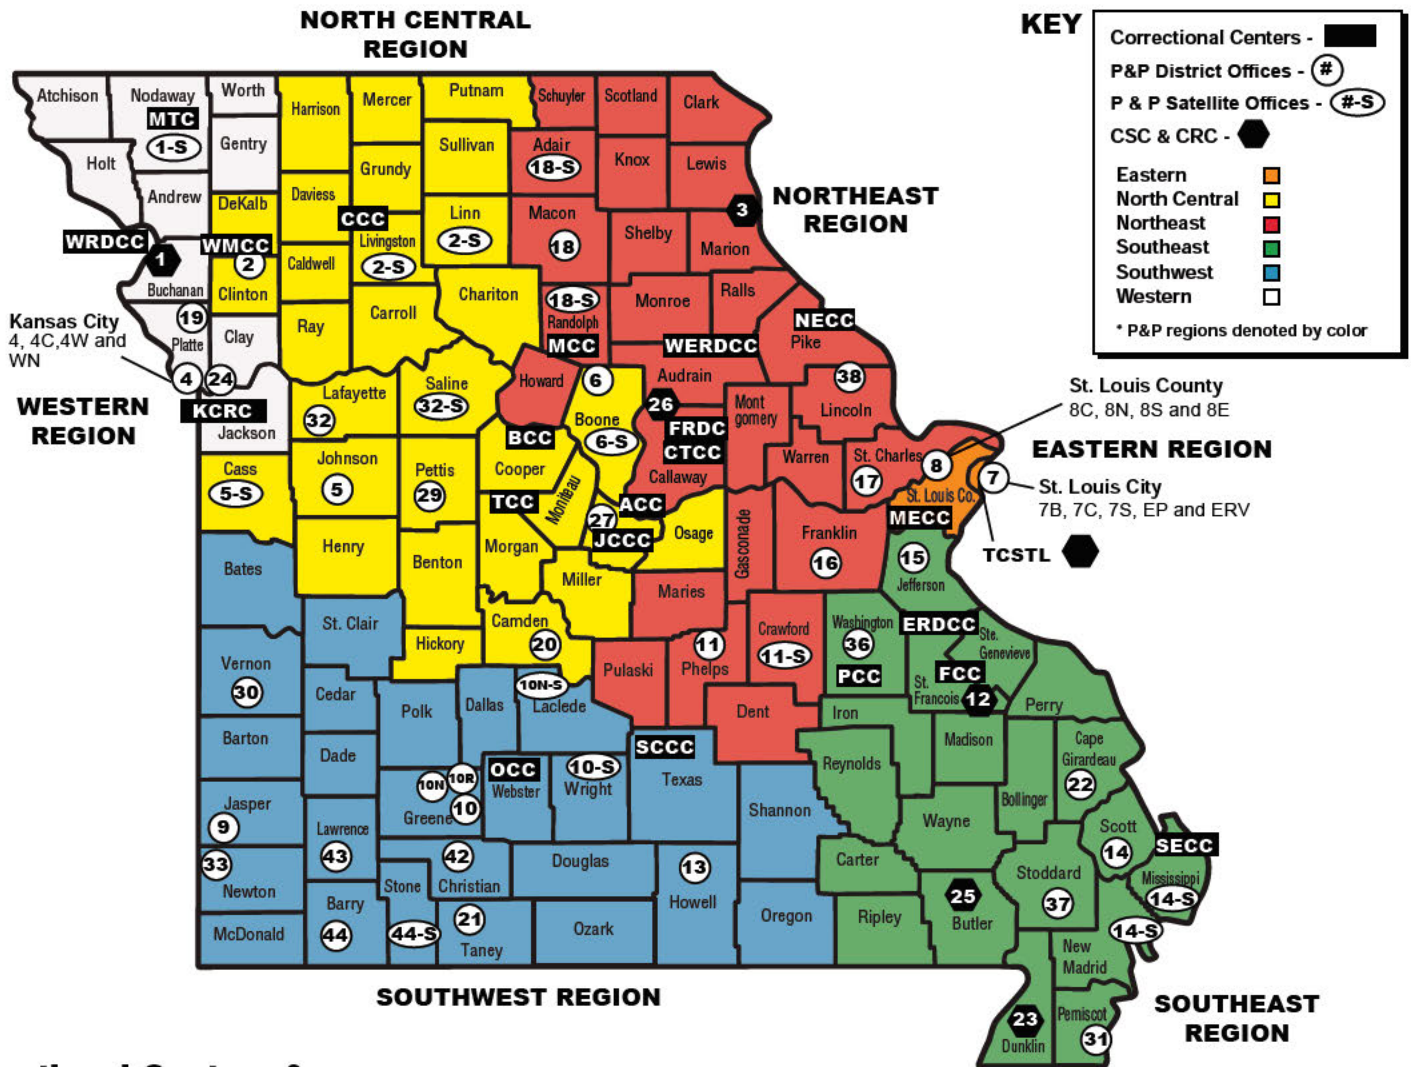 NORTH CENTRAL
REGION
KEY
Correctional Centers -
P&P District Offices - #
P & P Satellite Offices - #-S
CSC & CRC -
Eastern
North Central
Northeast
Southeast
Southwest
Western
* P&P regions denoted by color
Atchison
Nodaway
MTC
1-S
Worth
Harrison
Mercer
Putnam
Schuyler
Scotland
Clark
Holt
Gentry
Grundy
Sullivan
Adair
18-S
Knox
Lewis
Andrew
DeKalb
Daviess
CCC
Livingston
2-S
Linn
2-S
Macon
18
Shelby
3
Marion
NORTHEAST
REGION
WRDCC
1
Buchanan
WMCC
2
Clinton
Caldwell
Carroll
Chariton
18-S
Randolph
MCC
Monroe
Ralls
NECC
Pike
WERDCC
Kansas City
4, 4C,4W and
WN
19
Platte
Clay
Ray
4
24
WESTERN
REGION
KCRC
Jackson
Lafayette
32
Saline
32-S
Howard
6
Boone
6-S
Audrain
26
FRDC
CTCC
Callaway
Mont
gomery
38
Lincoln
Warren
St. Charles
17
8
St. Louis Co.
MECC
7
St. Louis County
8C, 8N, 8S and 8E
EASTERN REGION
St. Louis City
7B, 7C, 7S, EP and ERV
TCSTL
Cass
5-S
Johnson
5
Pettis
29
BCC
Cooper
TCC
Moniteau
ACC
27
JCCC
Osage
Gasconade
Franklin
16
15
Jefferson
Bates
Henry
Benton
Morgan
Miller
Maries
St. Clair
Hickory
Camden
20
Pulaski
11
Phelps
Crawford
11-S
Washington
36
PCC
ERDCC
Ste.
Genevieve
FCC
St.
Francois
12
Perry
Vernon
30
Cedar
Polk
Dallas
10N-S
Laclede
Dent
Iron
Madison
Cape
Girardeau
22
Barton
Dade
10N
10R
10
Greene
OCC
Webster
10-S
Wright
SCCC
Texas
Shannon
Reynolds
Bollinger
Wayne
Scott
14
SECC
Mississippi
14-S
Jasper
9
Lawrence
43
42
Christian
Douglas
13
Howell
Carter
Stoddard
37
33
Newton
Stone
Barry
44
44-S
21
Taney
Ozark
Oregon
Ripley
25
Butler
14-S
New
Madrid
McDonald
SOUTHWEST REGION
23
Dunklin
Pemiscot
31
SOUTHEAST
REGION